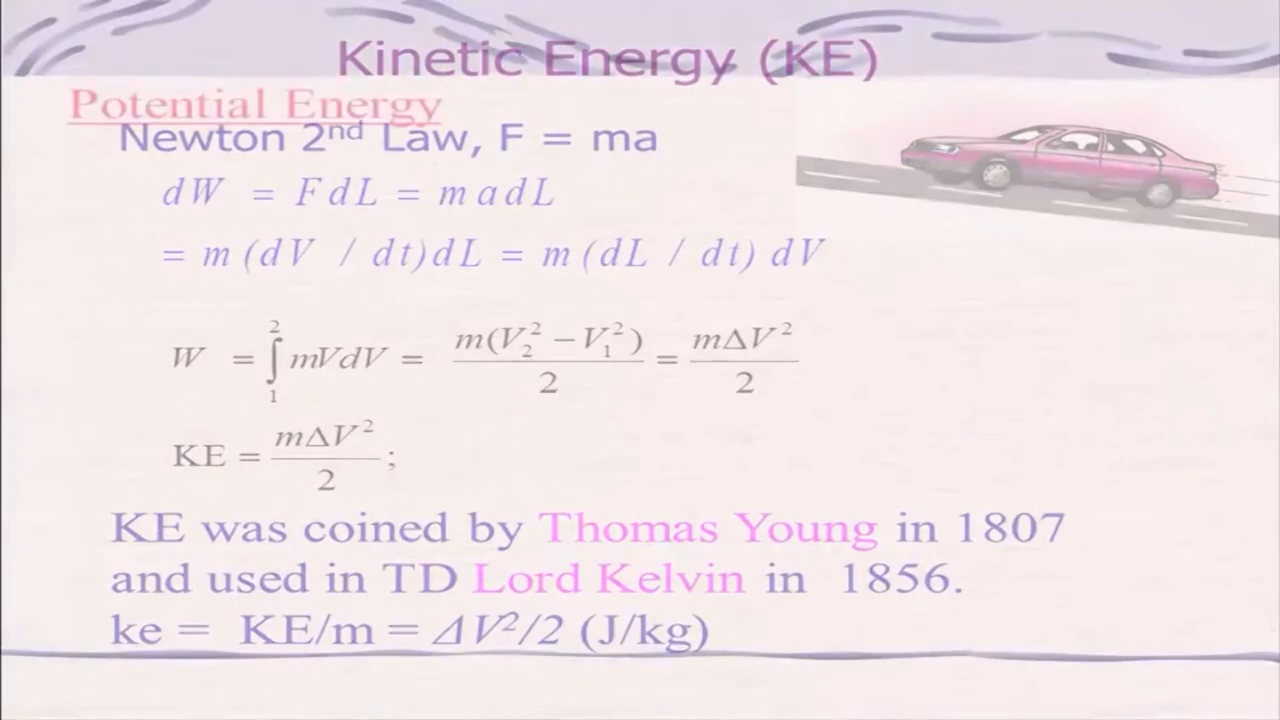 Kinetic Energy (KE)
Potential Energy
Newton 2nd Law, F = ma
dW = FdL = madL
= m(dV / dt)dL = m(dL / dt) dV
W = ∫₁² mVdV = m(V₂² − V₁²)/2 = mΔV²/2
KE = mΔV²/2 ;
KE was coined by Thomas Young in 1807
and used in TD Lord Kelvin in 1856.
ke = KE/m = ΔV²/2 (J/kg)